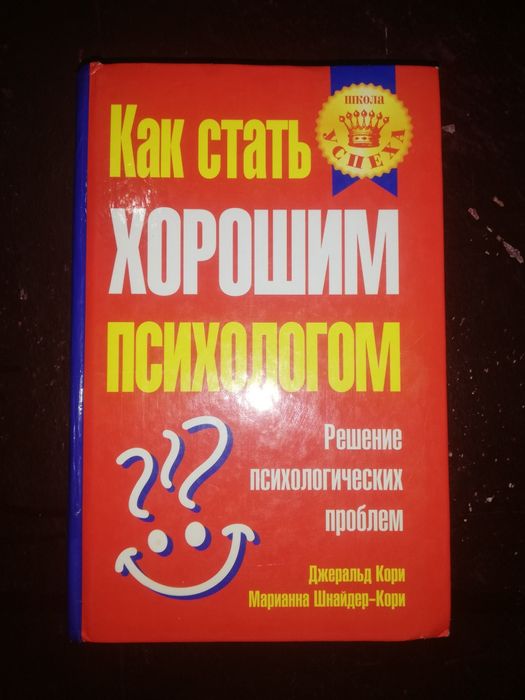 школа
УСПЕХА
Как стать
ХОРОШИМ
ПСИХОЛОГОМ
Решение
психологических
проблем
Джеральд Кори
Марианна Шнайдер-Кори